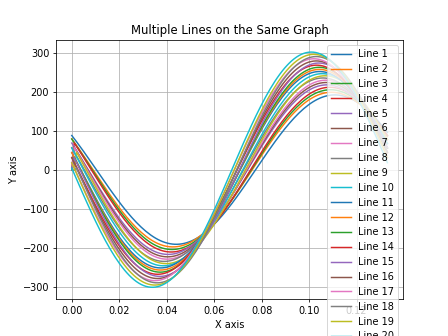 Multiple Lines on the Same Graph
Y axis
300
200
100
0
−100
−200
−300
0.00
0.02
0.04
0.06
0.08
0.10
X axis
Line 1
Line 2
Line 3
Line 4
Line 5
Line 6
Line 7
Line 8
Line 9
Line 10
Line 11
Line 12
Line 13
Line 14
Line 15
Line 16
Line 17
Line 18
Line 19
Line 20